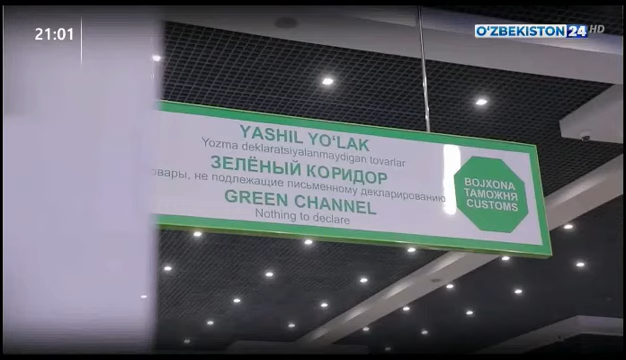 21:01
O'ZBEKISTON 24 HD
YASHIL YO'LAK
Yozma deklaratsiyalanmaydigan tovarlar
ЗЕЛЁНЫЙ КОРИДОР
не подлежащие письменному декларированию
GREEN CHANNEL
Nothing to declare
BOJXONA
ТАМОЖНЯ
CUSTOMS